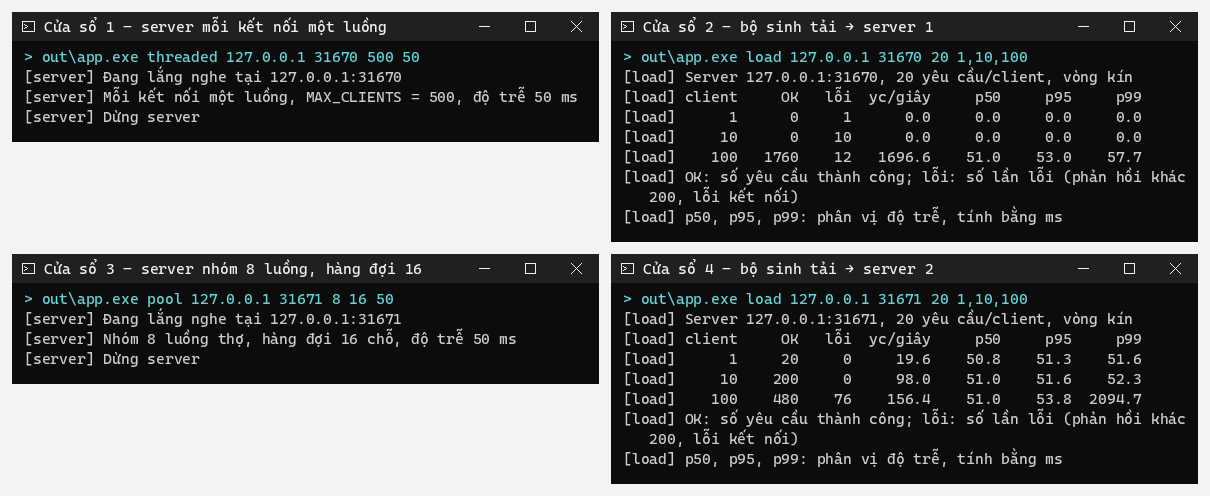 Cửa sổ 1 — server mỗi kết nối một luồng
> out\app.exe threaded 127.0.0.1 31670 500 50
[server] Đang lắng nghe tại 127.0.0.1:31670
[server] Mỗi kết nối một luồng, MAX_CLIENTS = 500, độ trễ 50 ms
[server] Dừng server
Cửa sổ 2 — bộ sinh tải → server 1
> out\app.exe load 127.0.0.1 31670 20 1,10,100
[load] Server 127.0.0.1:31670, 20 yêu cầu/client, vòng kín
[load] client OK lỗi yc/giây p50 p95 p99
[load] 1 0 1 0.0 0.0 0.0 0.0
[load] 10 0 10 0.0 0.0 0.0 0.0
[load] 100 1760 12 1696.6 51.0 53.0 57.7
[load] OK: số yêu cầu thành công; lỗi: số lần lỗi (phản hồi khác
200, lỗi kết nối)
[load] p50, p95, p99: phân vị độ trễ, tính bằng ms
Cửa sổ 3 — server nhóm 8 luồng, hàng đợi 16
> out\app.exe pool 127.0.0.1 31671 8 16 50
[server] Đang lắng nghe tại 127.0.0.1:31671
[server] Nhóm 8 luồng thợ, hàng đợi 16 chỗ, độ trễ 50 ms
[server] Dừng server
Cửa sổ 4 — bộ sinh tải → server 2
> out\app.exe load 127.0.0.1 31671 20 1,10,100
[load] Server 127.0.0.1:31671, 20 yêu cầu/client, vòng kín
[load] client OK lỗi yc/giây p50 p95 p99
[load] 1 20 0 19.6 50.8 51.3 51.6
[load] 10 200 0 98.0 51.0 51.6 52.3
[load] 100 480 76 156.4 51.0 53.8 2094.7
[load] OK: số yêu cầu thành công; lỗi: số lần lỗi (phản hồi khác
200, lỗi kết nối)
[load] p50, p95, p99: phân vị độ trễ, tính bằng ms